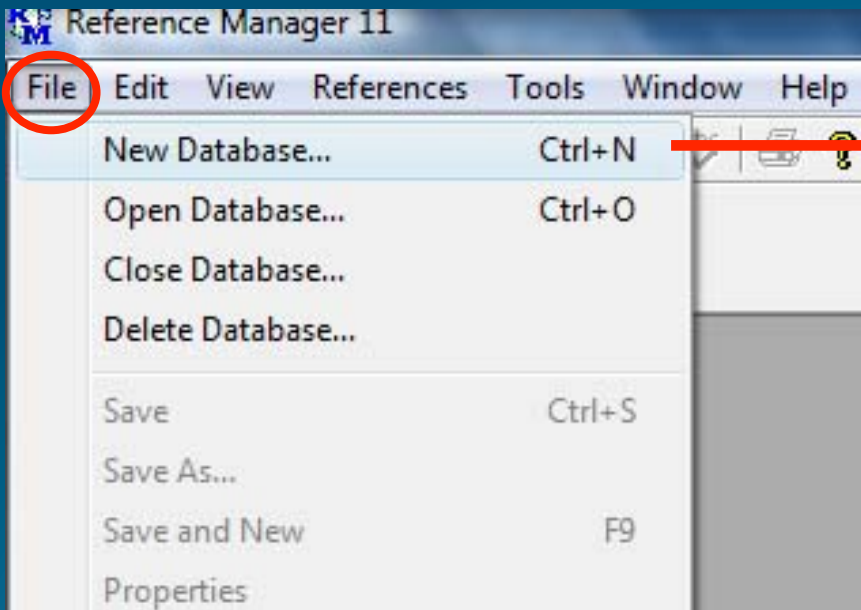 Reference Manager 11
File Edit View References Tools Window Help
New Database... Ctrl+N
Open Database... Ctrl+O
Close Database...
Delete Database...
Save Ctrl+S
Save As...
Save and New F9
Properties